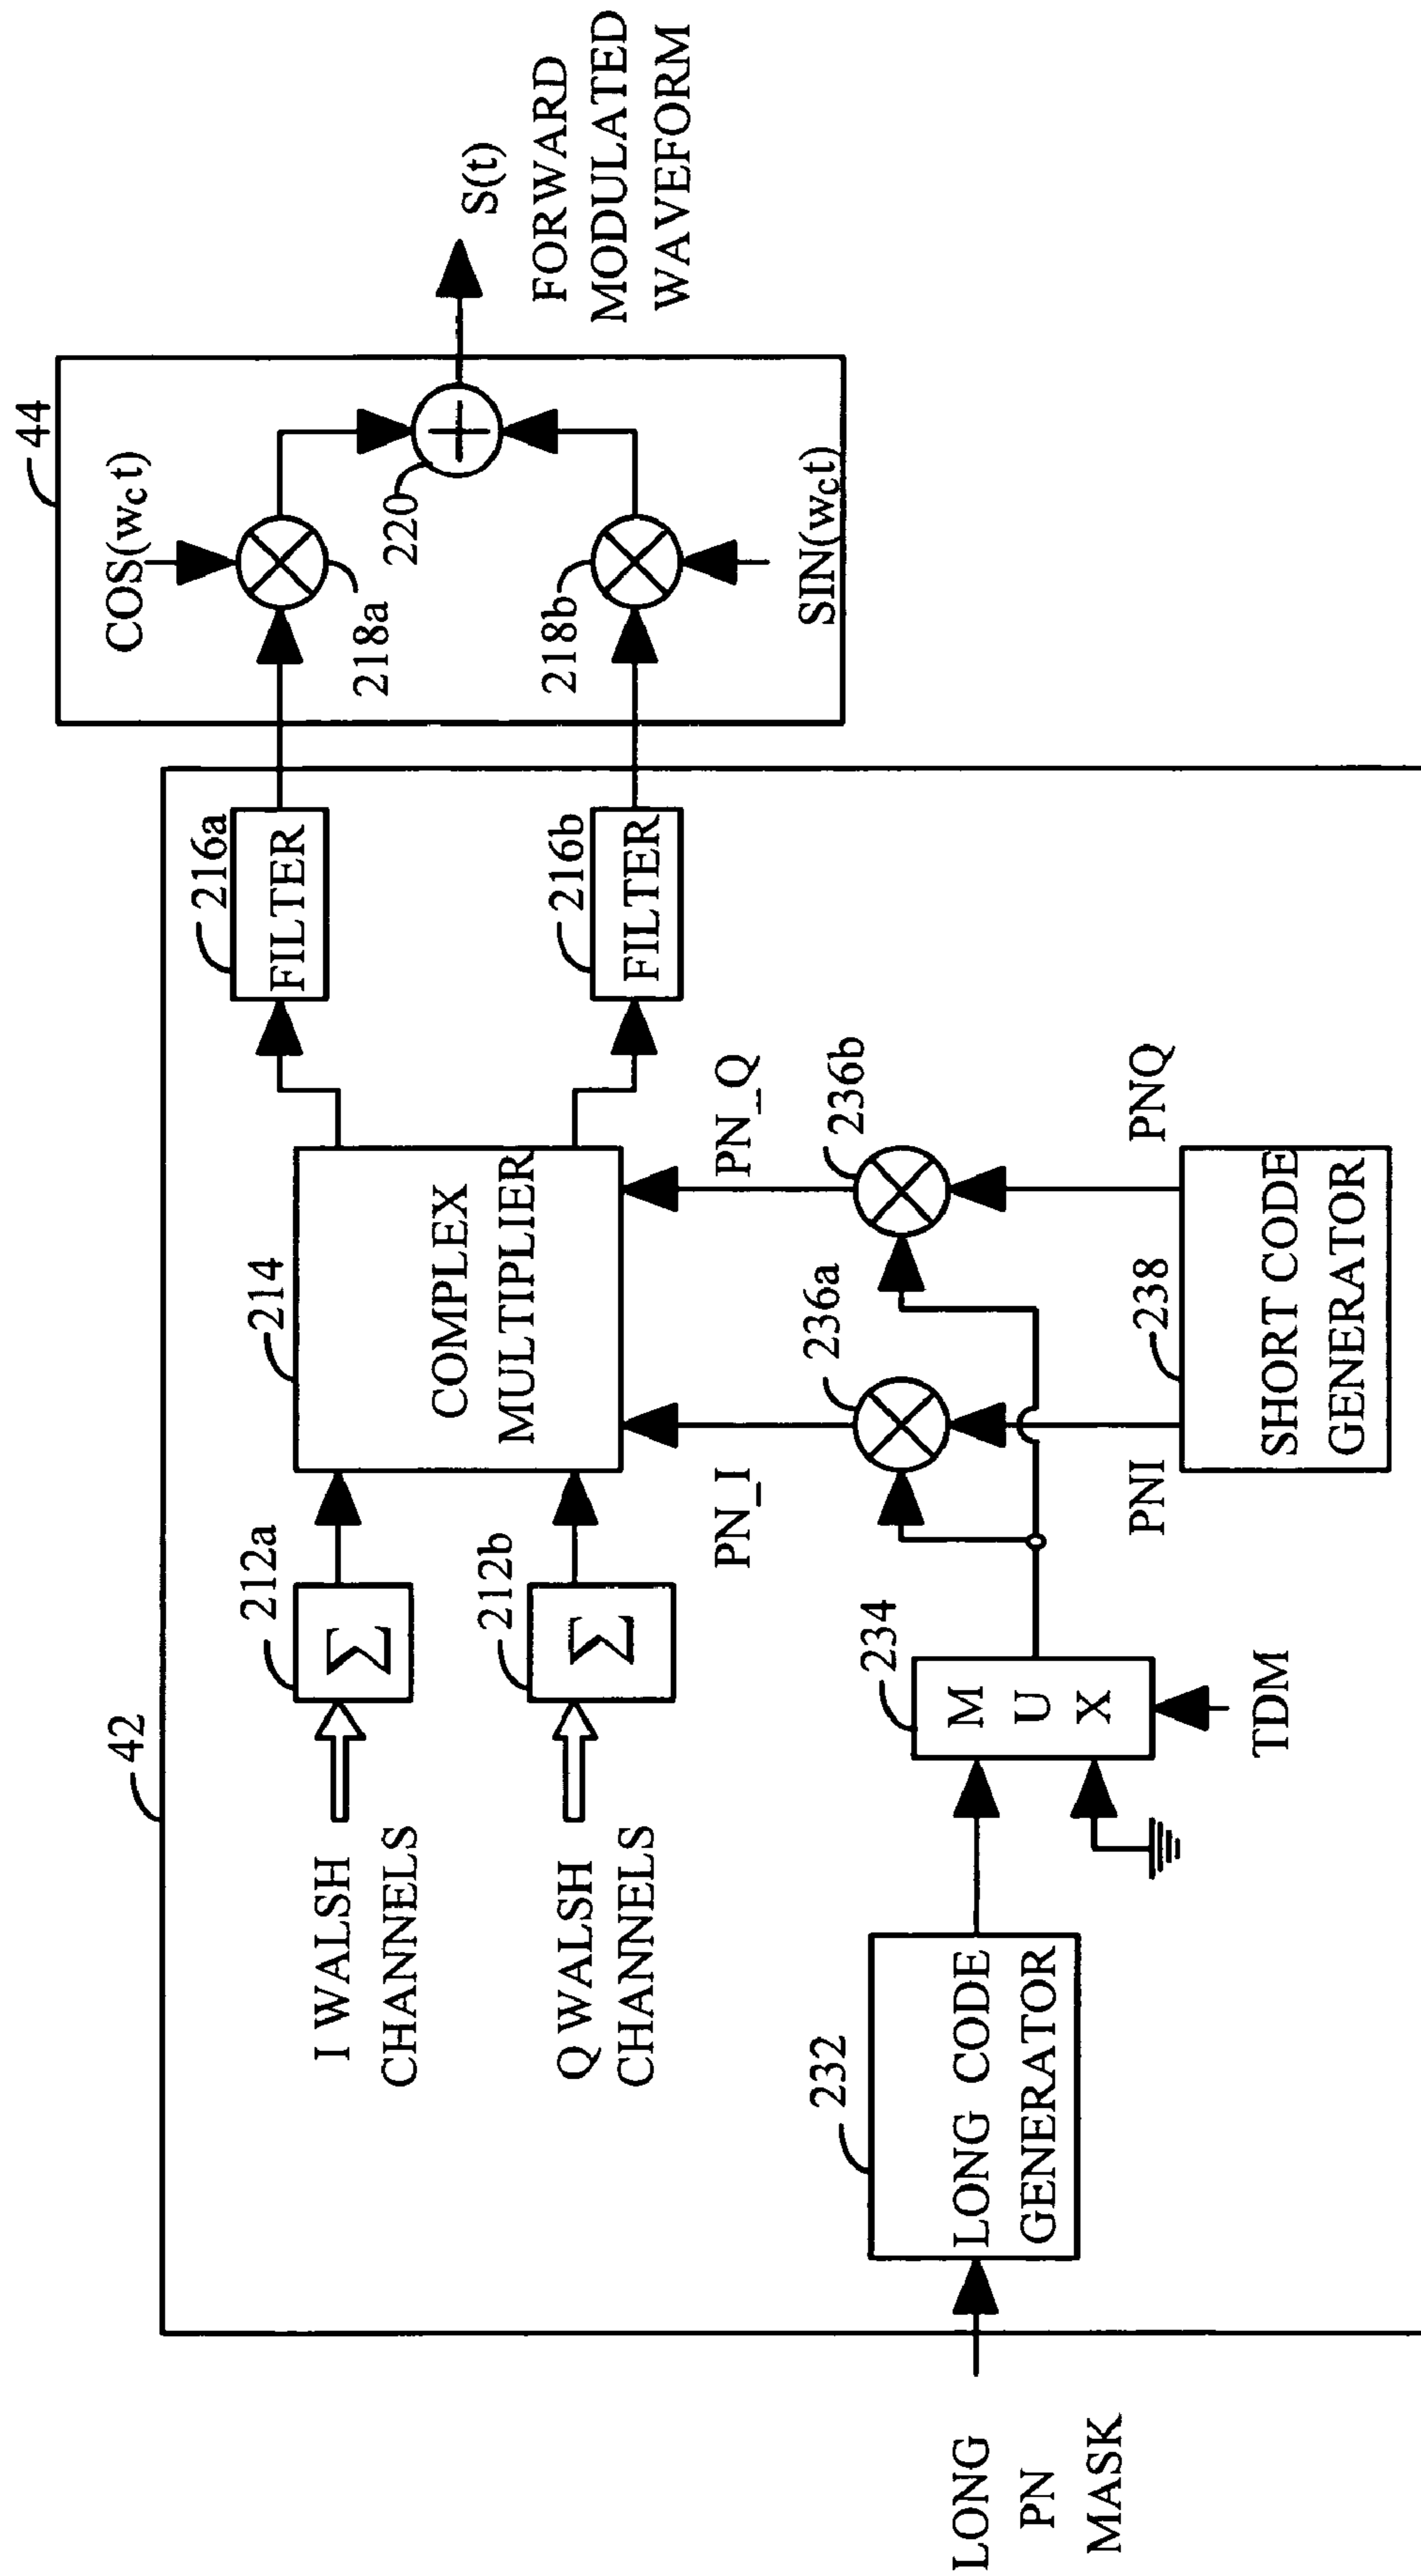 42
44
I WALSH
CHANNELS
212a
Σ
Q WALSH
CHANNELS
212b
Σ
214
COMPLEX
MULTIPLIER
216a
FILTER
216b
FILTER
COS(wct)
218a
218b
SIN(wct)
220
S(t)
FORWARD
MODULATED
WAVEFORM
PN_I
PN_Q
236a
236b
LONG
PN
MASK
232
LONG CODE
GENERATOR
234
M
U
X
TDM
PNI
PNQ
238
SHORT CODE
GENERATOR